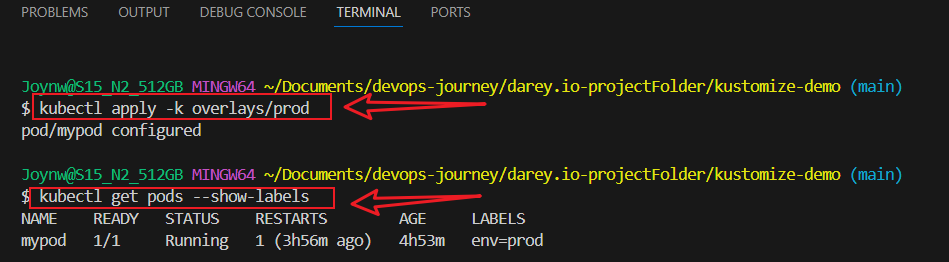 PROBLEMS OUTPUT DEBUG CONSOLE TERMINAL PORTS
Joynw@S15_N2_512GB MINGW64 ~/Documents/devops-journey/darey.io-projectFolder/kustomize-demo (main)
$ kubectl apply -k overlays/prod
pod/mypod configured
Joynw@S15_N2_512GB MINGW64 ~/Documents/devops-journey/darey.io-projectFolder/kustomize-demo (main)
$ kubectl get pods --show-labels
NAME READY STATUS RESTARTS AGE LABELS
mypod 1/1 Running 1 (3h56m ago) 4h53m env=prod